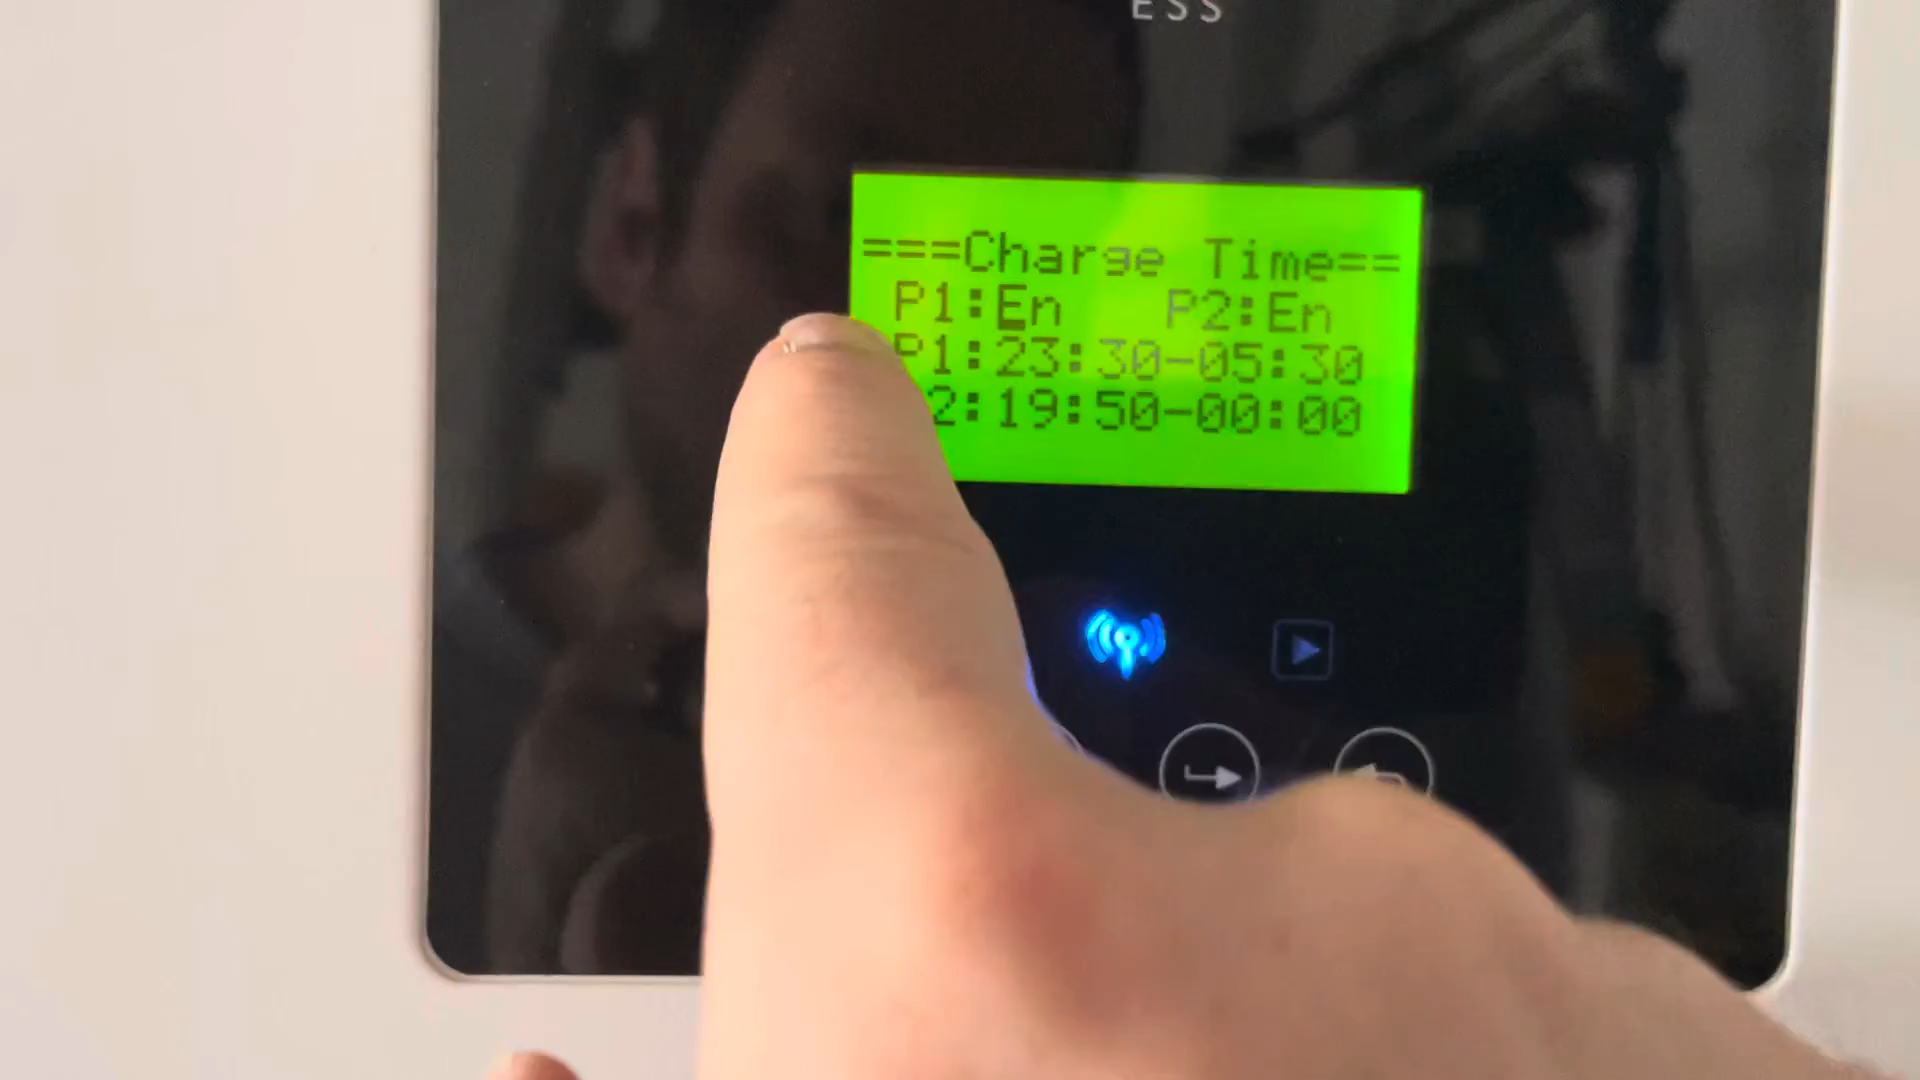 ESS
===Charge Time==
P1:En P2:En
P1:23:30-05:30
2:19:50-00:00